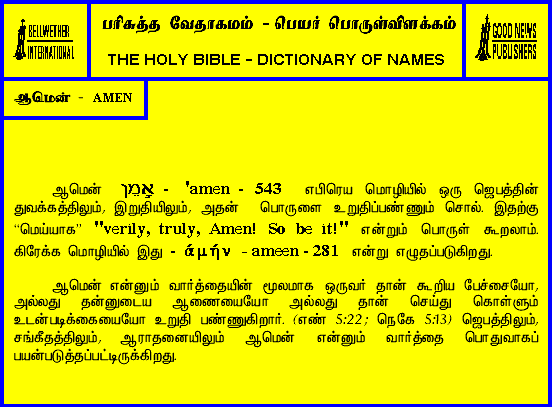 BELLWETHER
INTERNATIONAL
பரிசுத்த வேதாகமம் - பெயர் பொருள்விளக்கம்
THE HOLY BIBLE - DICTIONARY OF NAMES
GOOD NEWS
PUBLISHERS
ஆமென் - AMEN
ஆமென் אָמֵן - 'amen - 543 எபிரெய மொழியில் ஒரு ஜெபத்தின்
துவக்கத்திலும், இறுதியிலும், அதன் பொருளை உறுதிப்பண்ணும் சொல். இதற்கு
“மெய்யாக” "verily, truly, Amen! So be it!" என்றும் பொருள் கூறலாம்.
கிரேக்க மொழியில் இது - ἀμήν - ameen - 281 என்று எழுதப்படுகிறது.
ஆமென் என்னும் வார்த்தையின் மூலமாக ஒருவர் தான் கூறிய பேச்சையோ,
அல்லது தன்னுடைய ஆணையையோ அல்லது தான் செய்து கொள்ளும்
உடன்படிக்கையையோ உறுதி பண்ணுகிறார். (எண் 5:22; நெகே 5:13) ஜெபத்திலும்,
சங்கீதத்திலும், ஆராதனையிலும் ஆமென் என்னும் வார்த்தை பொதுவாகப்
பயன்படுத்தப்பட்டிருக்கிறது.